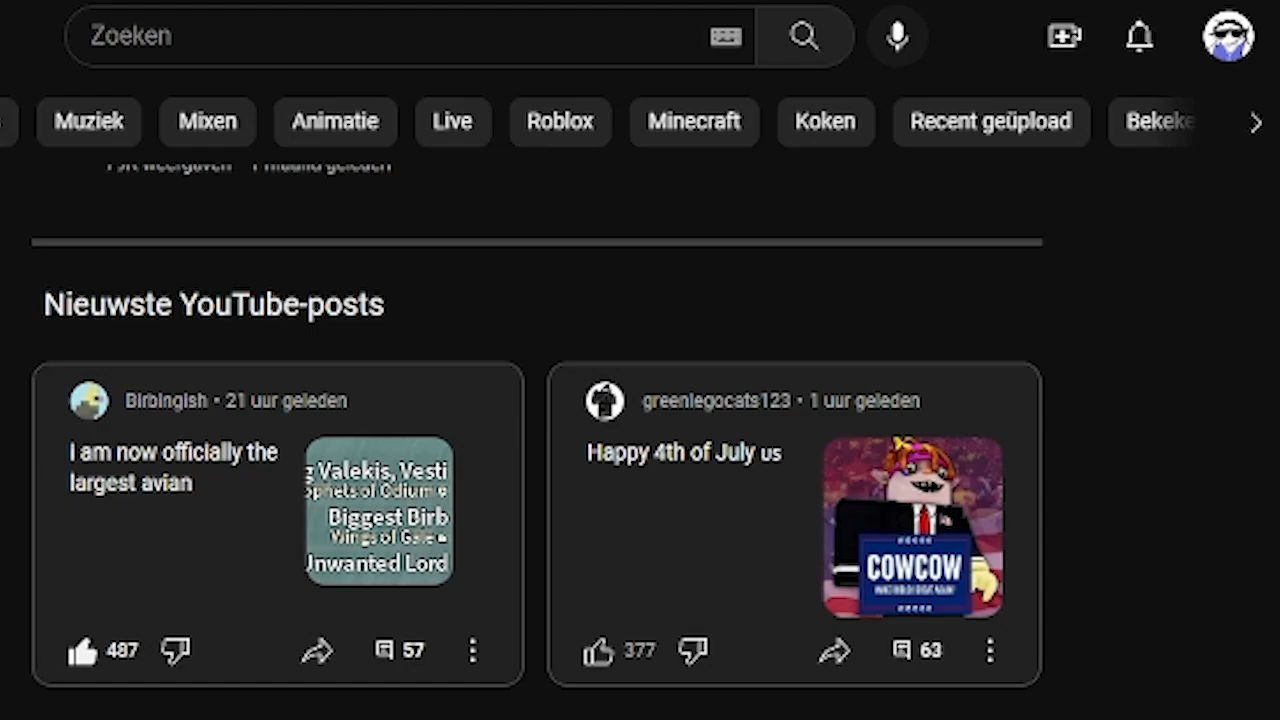 Zoeken
Muziek Mixen Animatie Live Roblox Minecraft Koken Recent geüpload Bekeke
Nieuwste YouTube-posts
Birbingish • 21 uur geleden
I am now officially the
largest avian
g Valekis, Vesti
ophets of Odium
Biggest Birb
Wings of Gale
Unwanted Lord
487 57
greenlegocats123 • 1 uur geleden
Happy 4th of July us
COWCOW
377 63